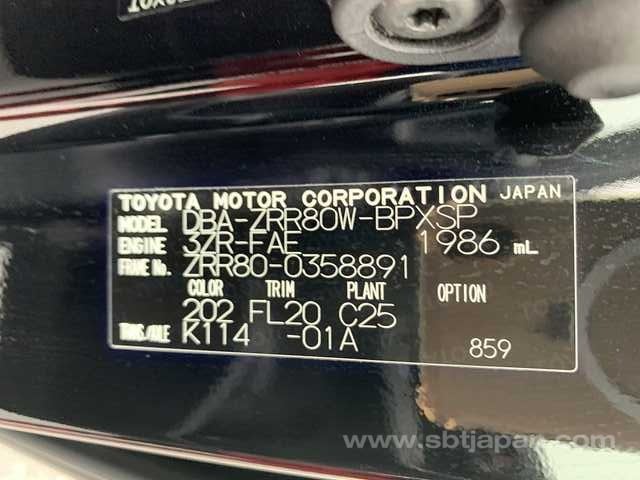 TOYOTA MOTOR CORPORATION JAPAN
MODEL DBA-ZRR80W-BPXSP
ENGINE 3ZR-FAE 1986 mL
FRAME No. ZRR80-0358891
COLOR TRIM PLANT OPTION
202 FL20 C25
TRNS/AXLE K114 -01A 859
www.sbtjapan.com